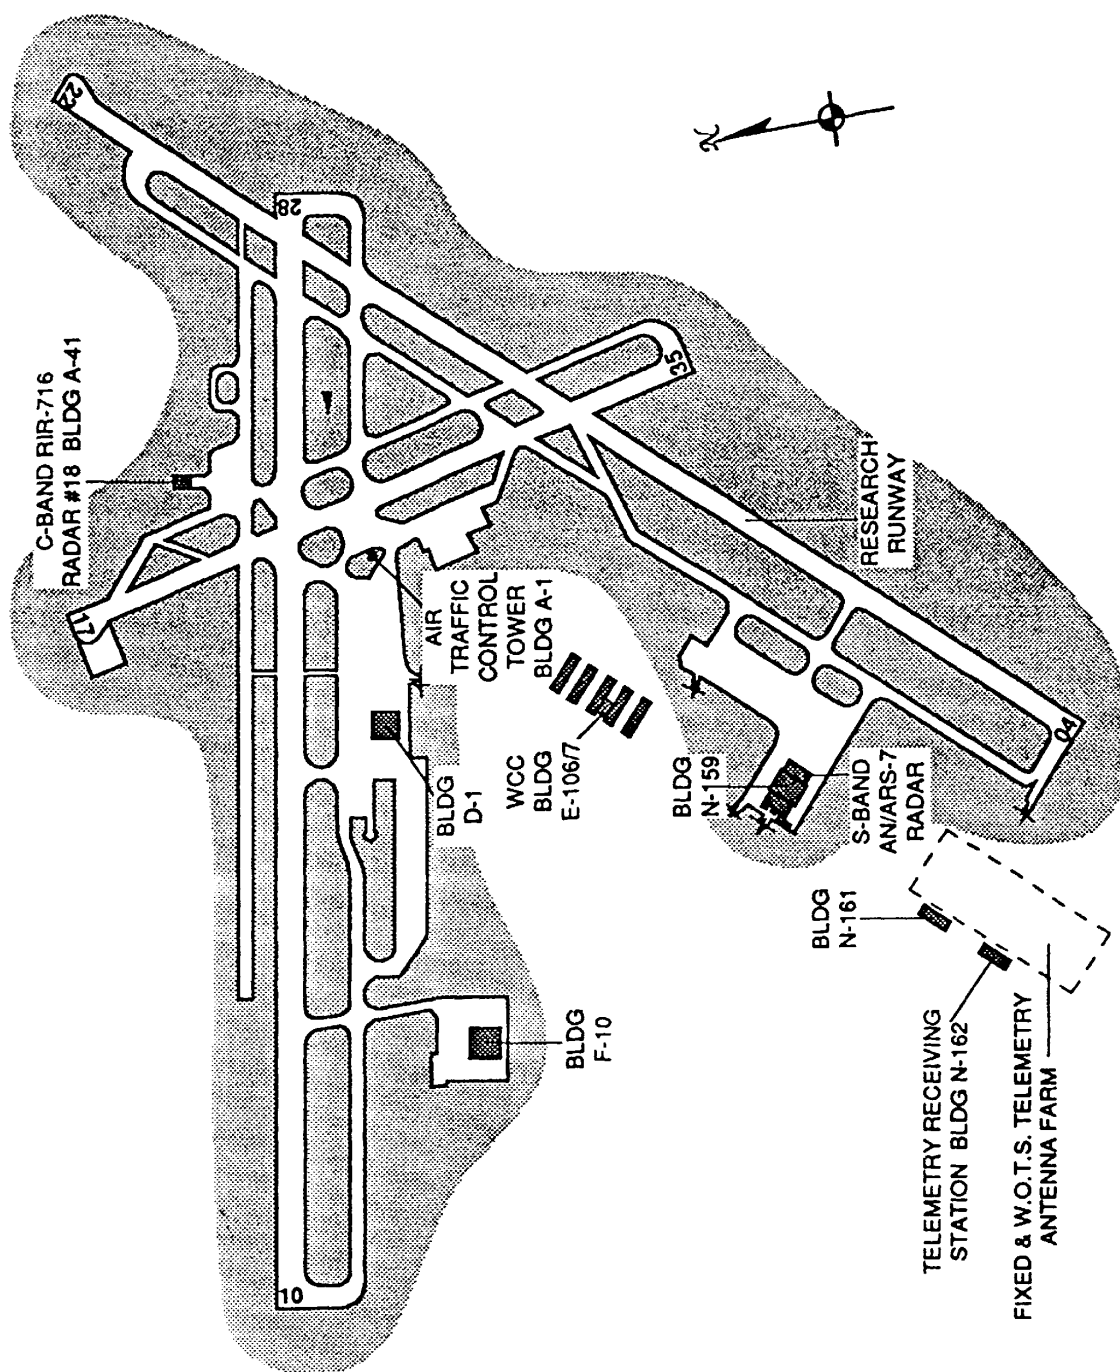 C-BAND RIR-716
RADAR #18 BLDG A-41
22
28
17
35
10
04
N
AIR
TRAFFIC
CONTROL
TOWER
BLDG A-1
BLDG
D-1
WCC
BLDG
E-106/7
BLDG
F-10
RESEARCH
RUNWAY
BLDG
N-159
S-BAND
AN/ARS-7
RADAR
BLDG
N-161
TELEMETRY RECEIVING
STATION BLDG N-162
FIXED & W.O.T.S. TELEMETRY
ANTENNA FARM